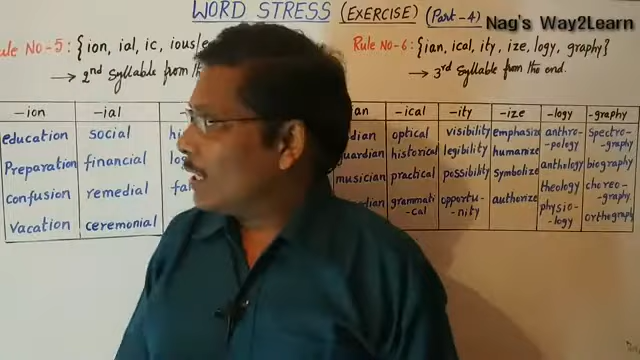 WORD STRESS (EXERCISE) (Part-4)
Nag's Way2Learn
Rule No-5: {ion, ial, ic, ious/e
→ 2nd Syllable from th
Rule No-6: {ian, ical, ity, ize, logy, graphy}
→ 3rd Syllable from the end.
-ion -ial
education social
Preparation financial
confusion remedial
Vacation ceremonial
-ical -ity -ize -logy -graphy
optical visibility emphasize anthro- Spectro-
-pology -graphy
guardian historical legibility humanize anthology biography
musician practical possibility Symbolize theology choreo-
-graphy
grammati opportu- authorize physio- orthography
-cal -nity -logy